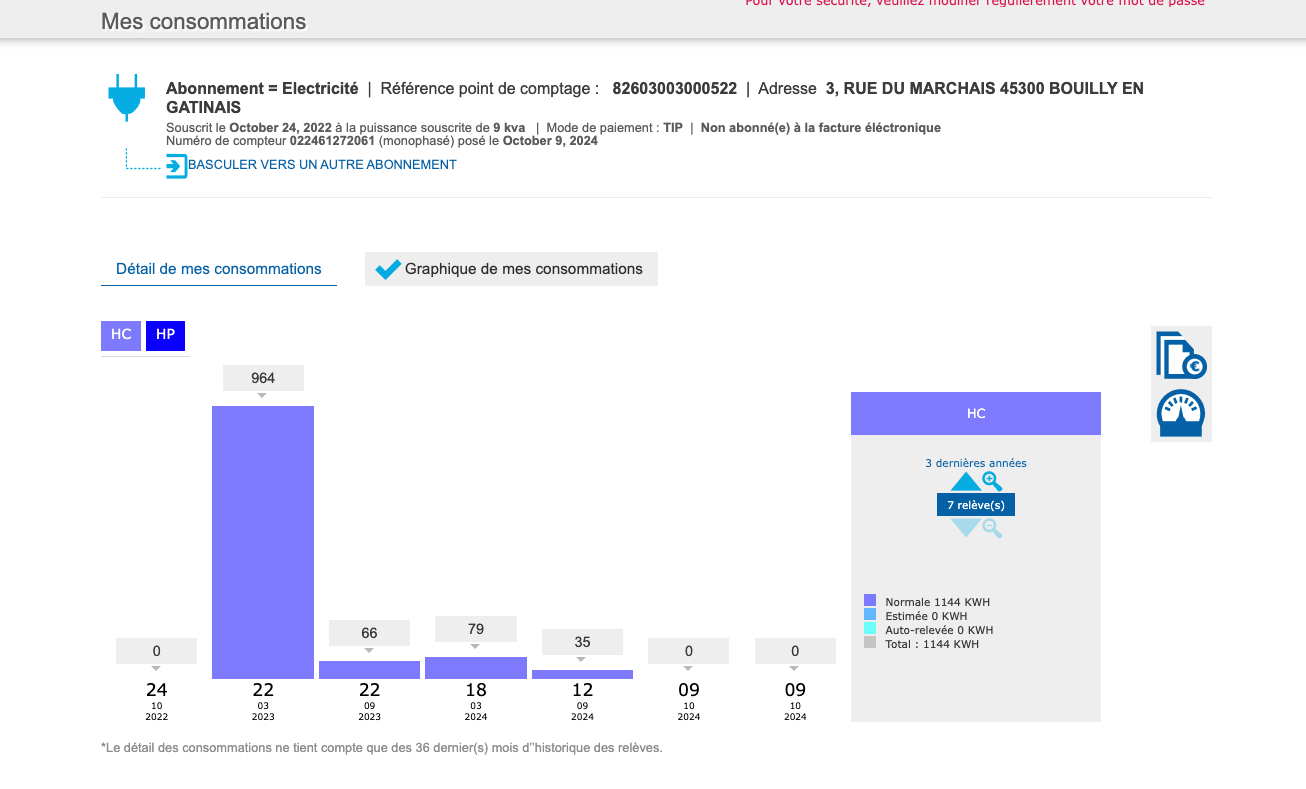 Pour votre sécurité, veuillez modifier régulièrement votre mot de passe
Mes consommations
Abonnement = Electricité | Référence point de comptage : 82603003000522 | Adresse 3, RUE DU MARCHAIS 45300 BOUILLY EN
GATINAIS
Souscrit le October 24, 2022 à la puissance souscrite de 9 kva | Mode de paiement : TIP | Non abonné(e) à la facture éléctronique
Numéro de compteur 022461272061 (monophasé) posé le October 9, 2024
BASCULER VERS UN AUTRE ABONNEMENT
Détail de mes consommations
Graphique de mes consommations
HC HP
964
66
79
35
0
0
0
24
10
2022
22
03
2023
22
09
2023
18
03
2024
12
09
2024
09
10
2024
09
10
2024
HC
3 dernières années
7 relève(s)
Normale 1144 KWH
Estimée 0 KWH
Auto-relevée 0 KWH
Total : 1144 KWH
€
*Le détail des consommations ne tient compte que des 36 dernier(s) mois d''historique des relèves.